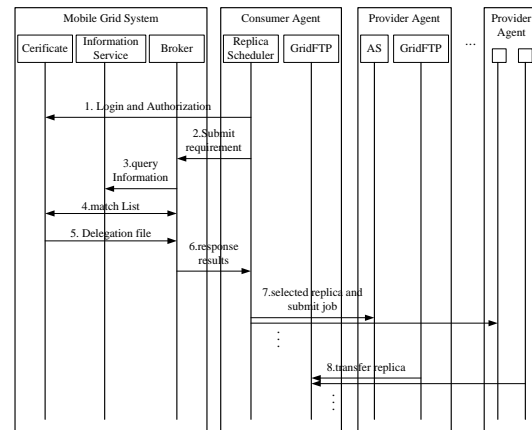 Mobile Grid System
Consumer Agent
Provider Agent
Provider
Agent
Cerificate
Information
Service
Broker
Replica
Scheduler
GridFTP
AS
GridFTP
...
1. Login and Authorization
2.Submit
requirement
3.query
Information
4.match List
5. Delegation file
6.response
results
7.selected replica and
submit job
8.transfer replica